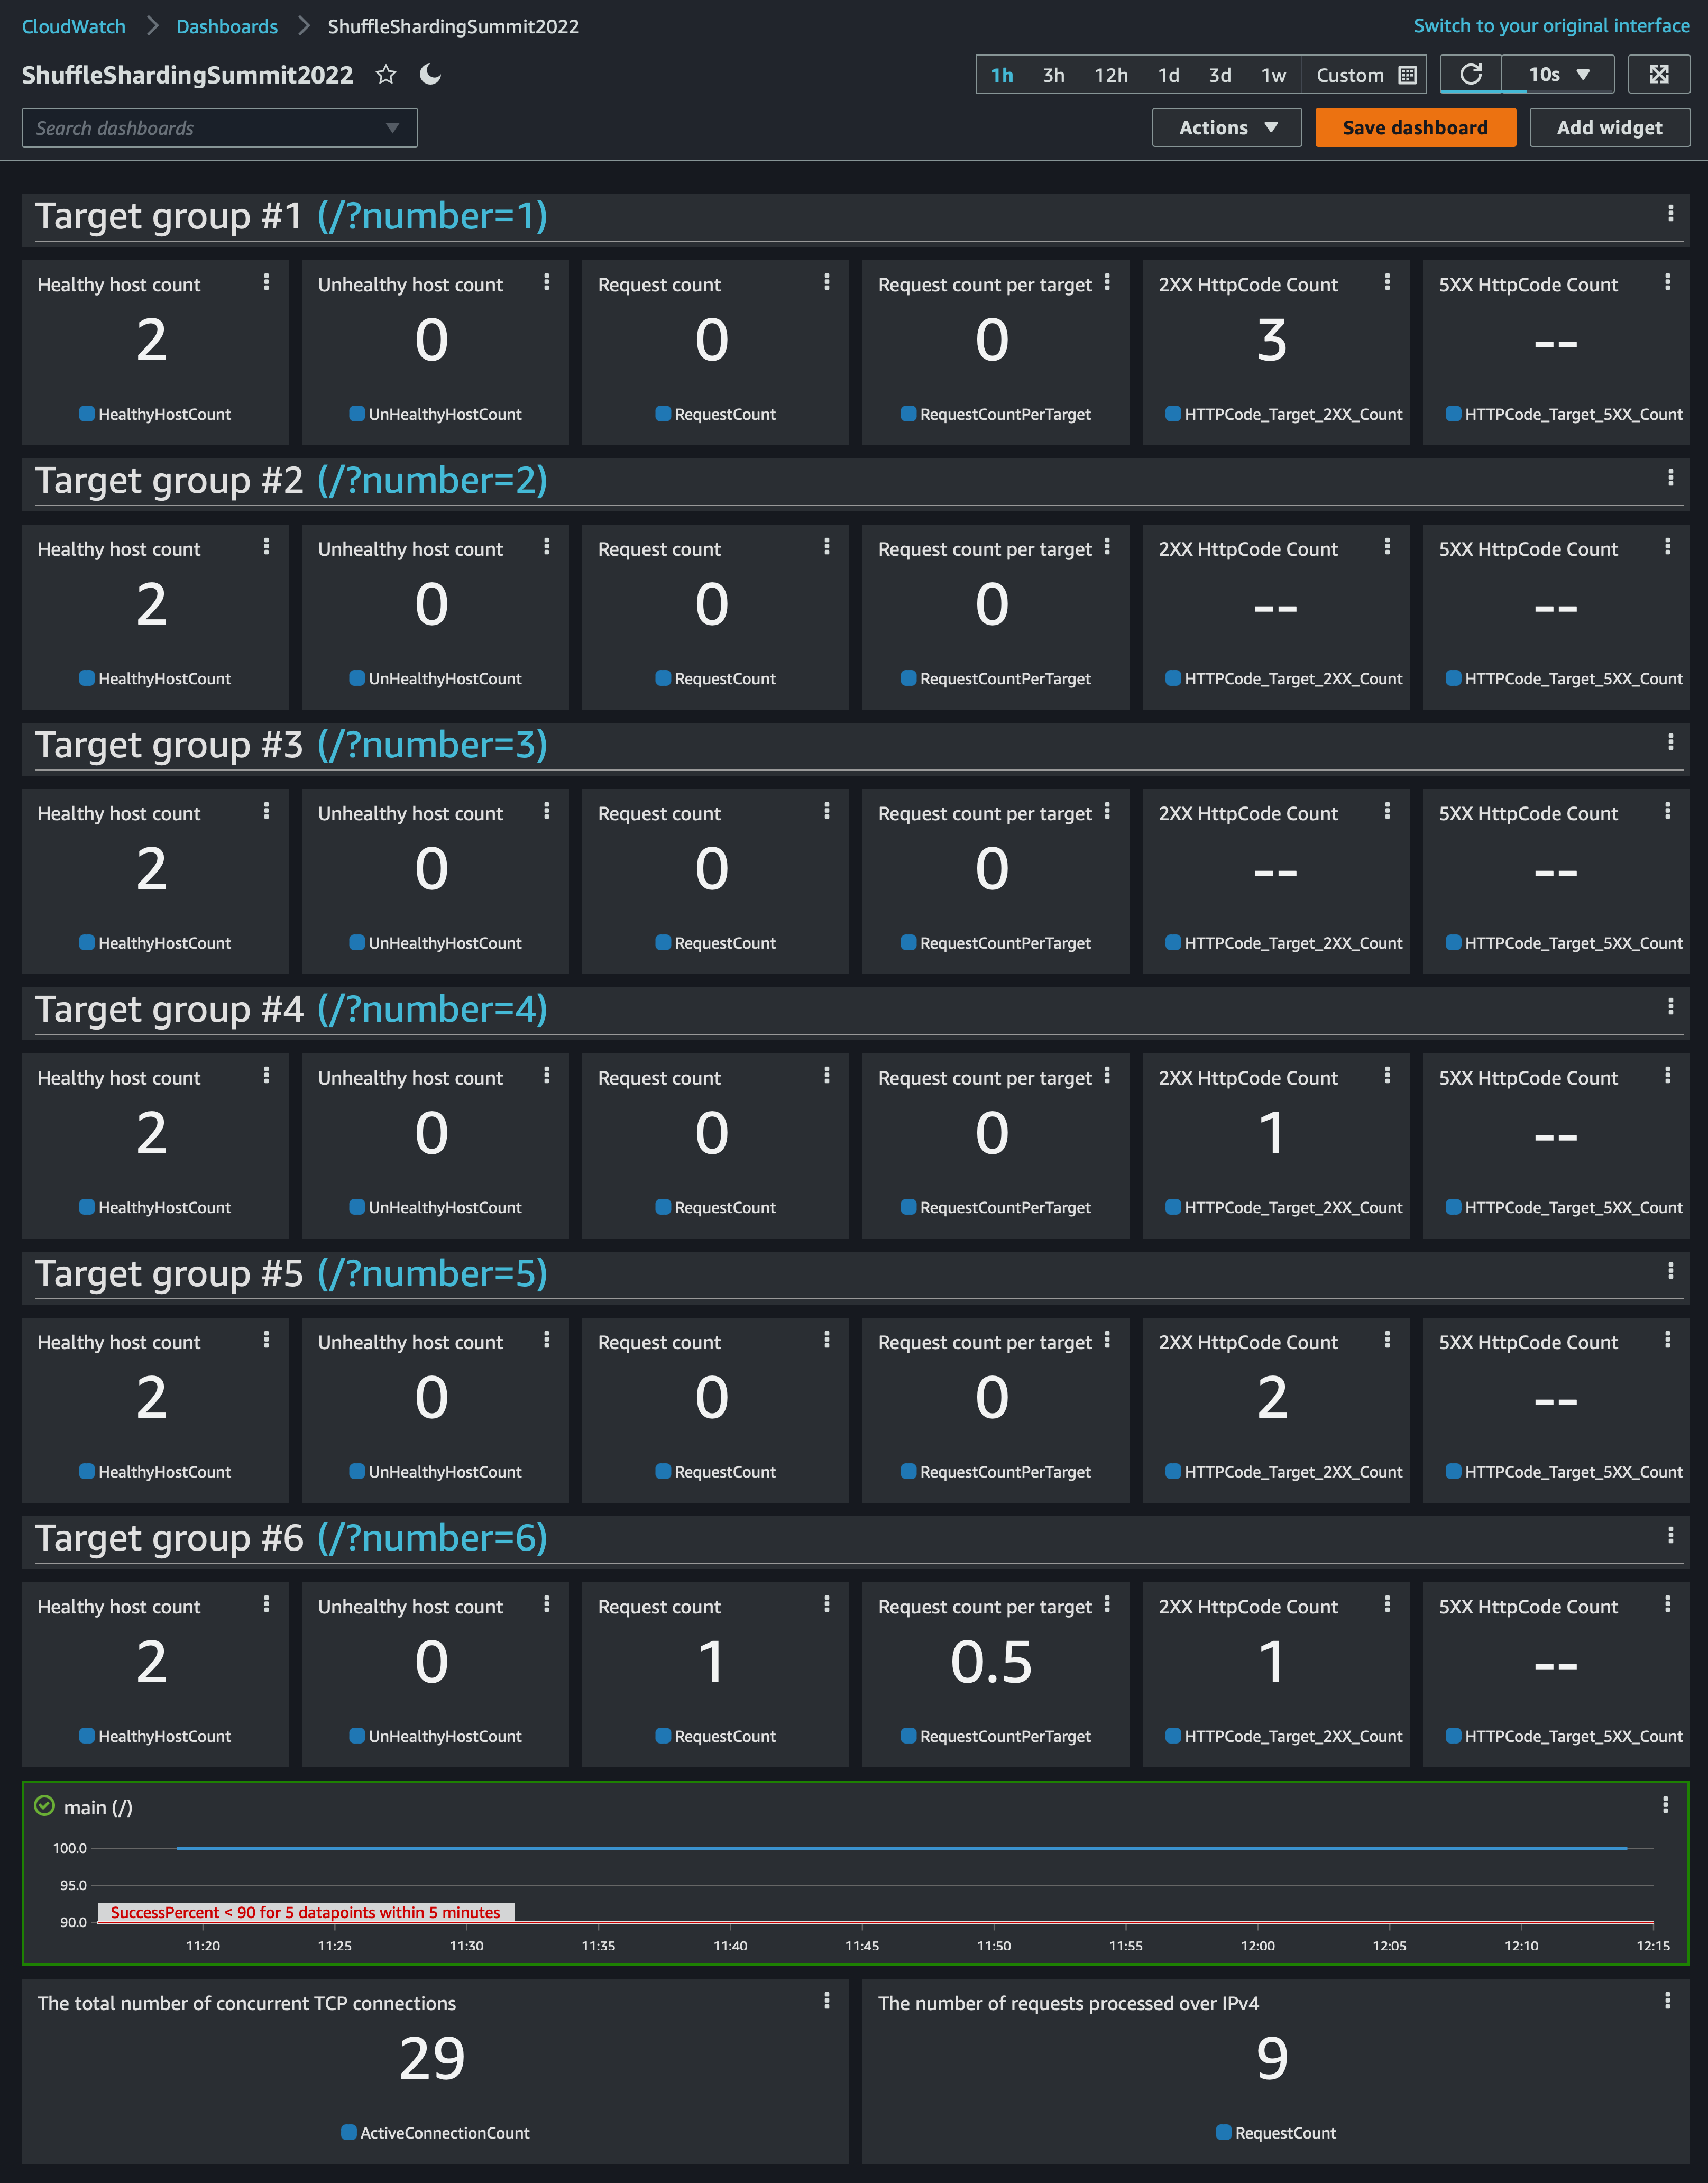 CloudWatch > Dashboards > ShuffleShardingSummit2022
Switch to your original interface
ShuffleShardingSummit2022
1h 3h 12h 1d 3d 1w Custom 10s
Search dashboards
Actions Save dashboard Add widget
Target group #1 (/?number=1)
Healthy host count Unhealthy host count Request count Request count per target 2XX HttpCode Count 5XX HttpCode Count
2 0 0 0 3 --
HealthyHostCount UnHealthyHostCount RequestCount RequestCountPerTarget HTTPCode_Target_2XX_Count HTTPCode_Target_5XX_Count
Target group #2 (/?number=2)
Healthy host count Unhealthy host count Request count Request count per target 2XX HttpCode Count 5XX HttpCode Count
2 0 0 0 -- --
HealthyHostCount UnHealthyHostCount RequestCount RequestCountPerTarget HTTPCode_Target_2XX_Count HTTPCode_Target_5XX_Count
Target group #3 (/?number=3)
Healthy host count Unhealthy host count Request count Request count per target 2XX HttpCode Count 5XX HttpCode Count
2 0 0 0 -- --
HealthyHostCount UnHealthyHostCount RequestCount RequestCountPerTarget HTTPCode_Target_2XX_Count HTTPCode_Target_5XX_Count
Target group #4 (/?number=4)
Healthy host count Unhealthy host count Request count Request count per target 2XX HttpCode Count 5XX HttpCode Count
2 0 0 0 1 --
HealthyHostCount UnHealthyHostCount RequestCount RequestCountPerTarget HTTPCode_Target_2XX_Count HTTPCode_Target_5XX_Count
Target group #5 (/?number=5)
Healthy host count Unhealthy host count Request count Request count per target 2XX HttpCode Count 5XX HttpCode Count
2 0 0 0 2 --
HealthyHostCount UnHealthyHostCount RequestCount RequestCountPerTarget HTTPCode_Target_2XX_Count HTTPCode_Target_5XX_Count
Target group #6 (/?number=6)
Healthy host count Unhealthy host count Request count Request count per target 2XX HttpCode Count 5XX HttpCode Count
2 0 1 0.5 1 --
HealthyHostCount UnHealthyHostCount RequestCount RequestCountPerTarget HTTPCode_Target_2XX_Count HTTPCode_Target_5XX_Count
main (/)
100.0
95.0
SuccessPercent < 90 for 5 datapoints within 5 minutes
90.0
11:20 11:25 11:30 11:35 11:40 11:45 11:50 11:55 12:00 12:05 12:10 12:15
The total number of concurrent TCP connections The number of requests processed over IPv4
29 9
ActiveConnectionCount RequestCount